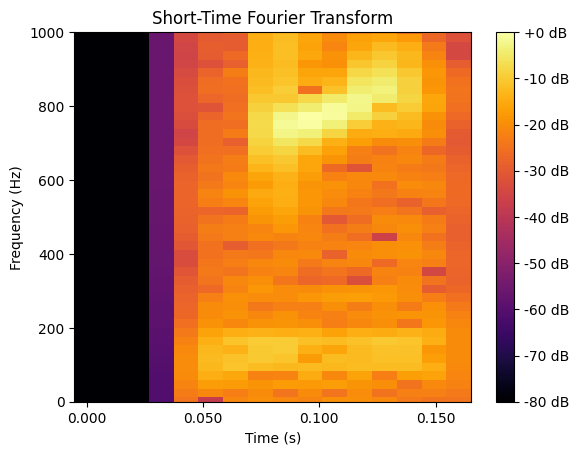 Short-Time Fourier Transform
1000
800
600
400
200
0
Frequency (Hz)
0.000
0.050
0.100
0.150
Time (s)
+0 dB
-10 dB
-20 dB
-30 dB
-40 dB
-50 dB
-60 dB
-70 dB
-80 dB